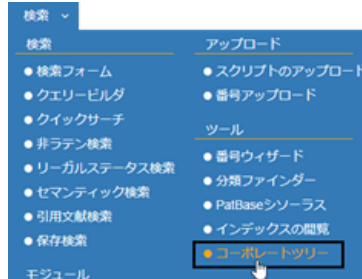 検索
検索
● 検索フォーム
● クエリービルダ
● クイックサーチ
● 非ラテン検索
● リーガルステータス検索
● セマンティック検索
● 引用文献検索
● 保存検索
モジュール
アップロード
● スクリプトのアップロード
● 番号アップロード
ツール
● 番号ウィザード
● 分類ファインダー
● PatBaseシソーラス
● インデックスの閲覧
● コーポレートツリー